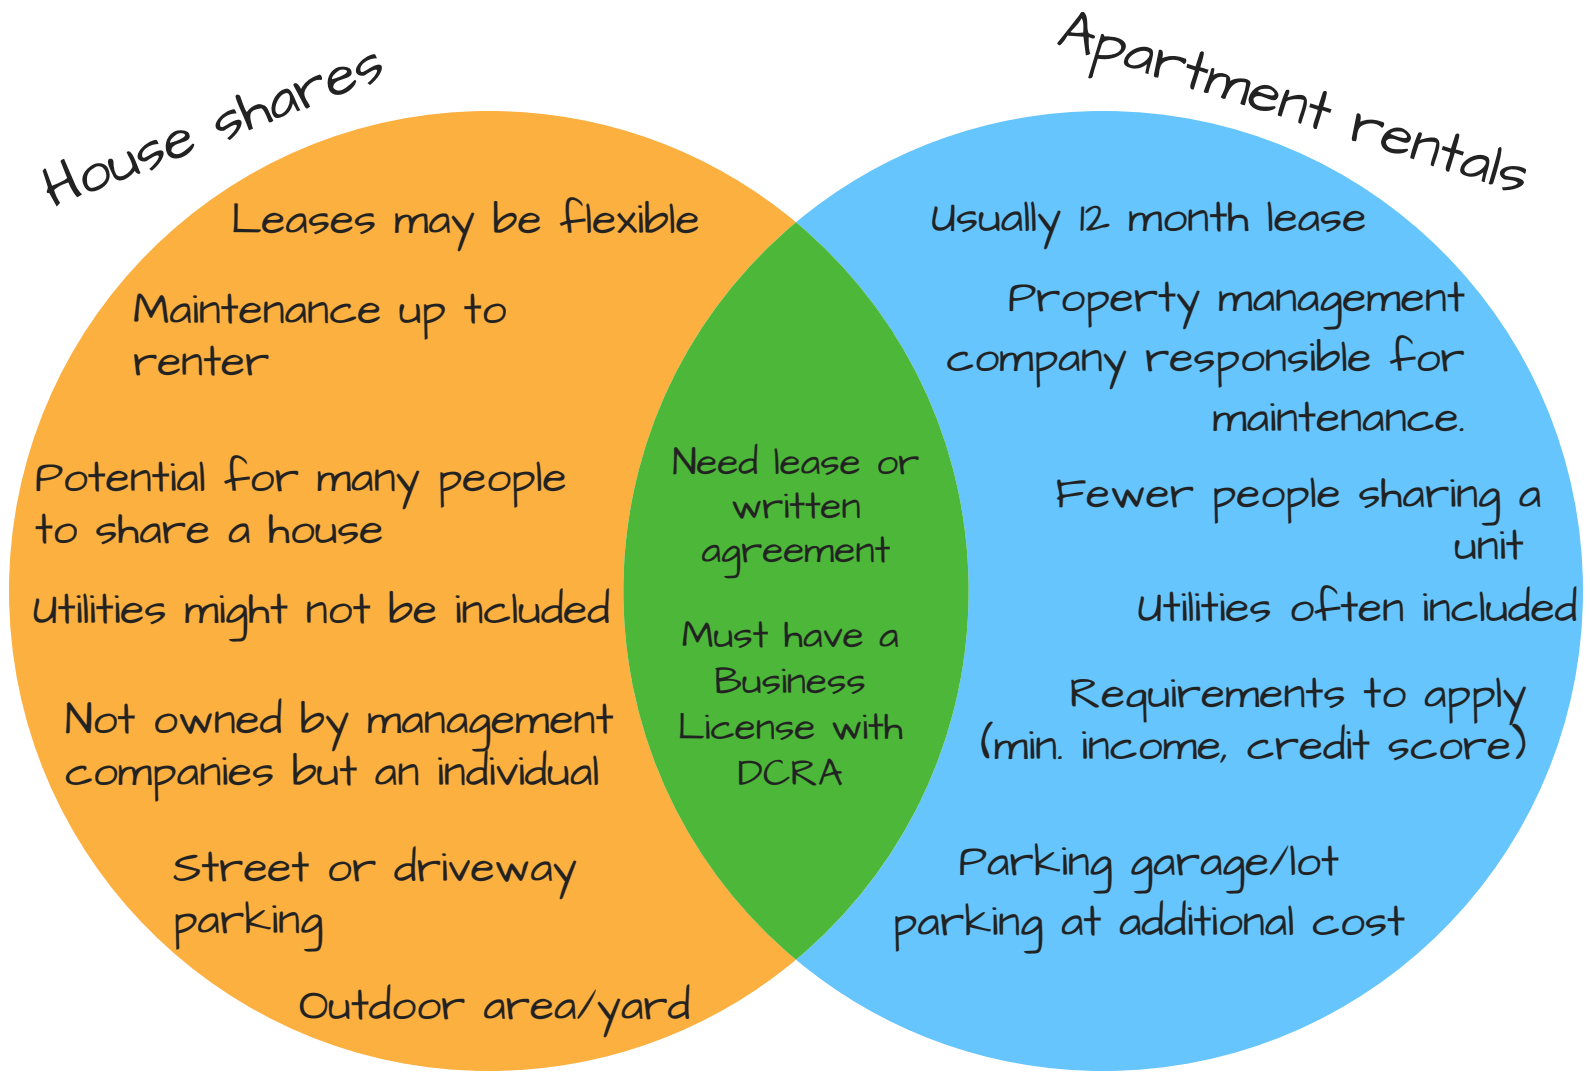 House shares
Leases may be flexible
Maintenance up to
renter
Potential for many people
to share a house
Utilities might not be included
Not owned by management
companies but an individual
Street or driveway
parking
Outdoor area/yard
Need lease or
written
agreement
Must have a
Business
License with
DCRA
Apartment rentals
Usually 12 month lease
Property management
company responsible for
maintenance.
Fewer people sharing a
unit
Utilities often included
Requirements to apply
(min. income, credit score)
Parking garage/lot
parking at additional cost